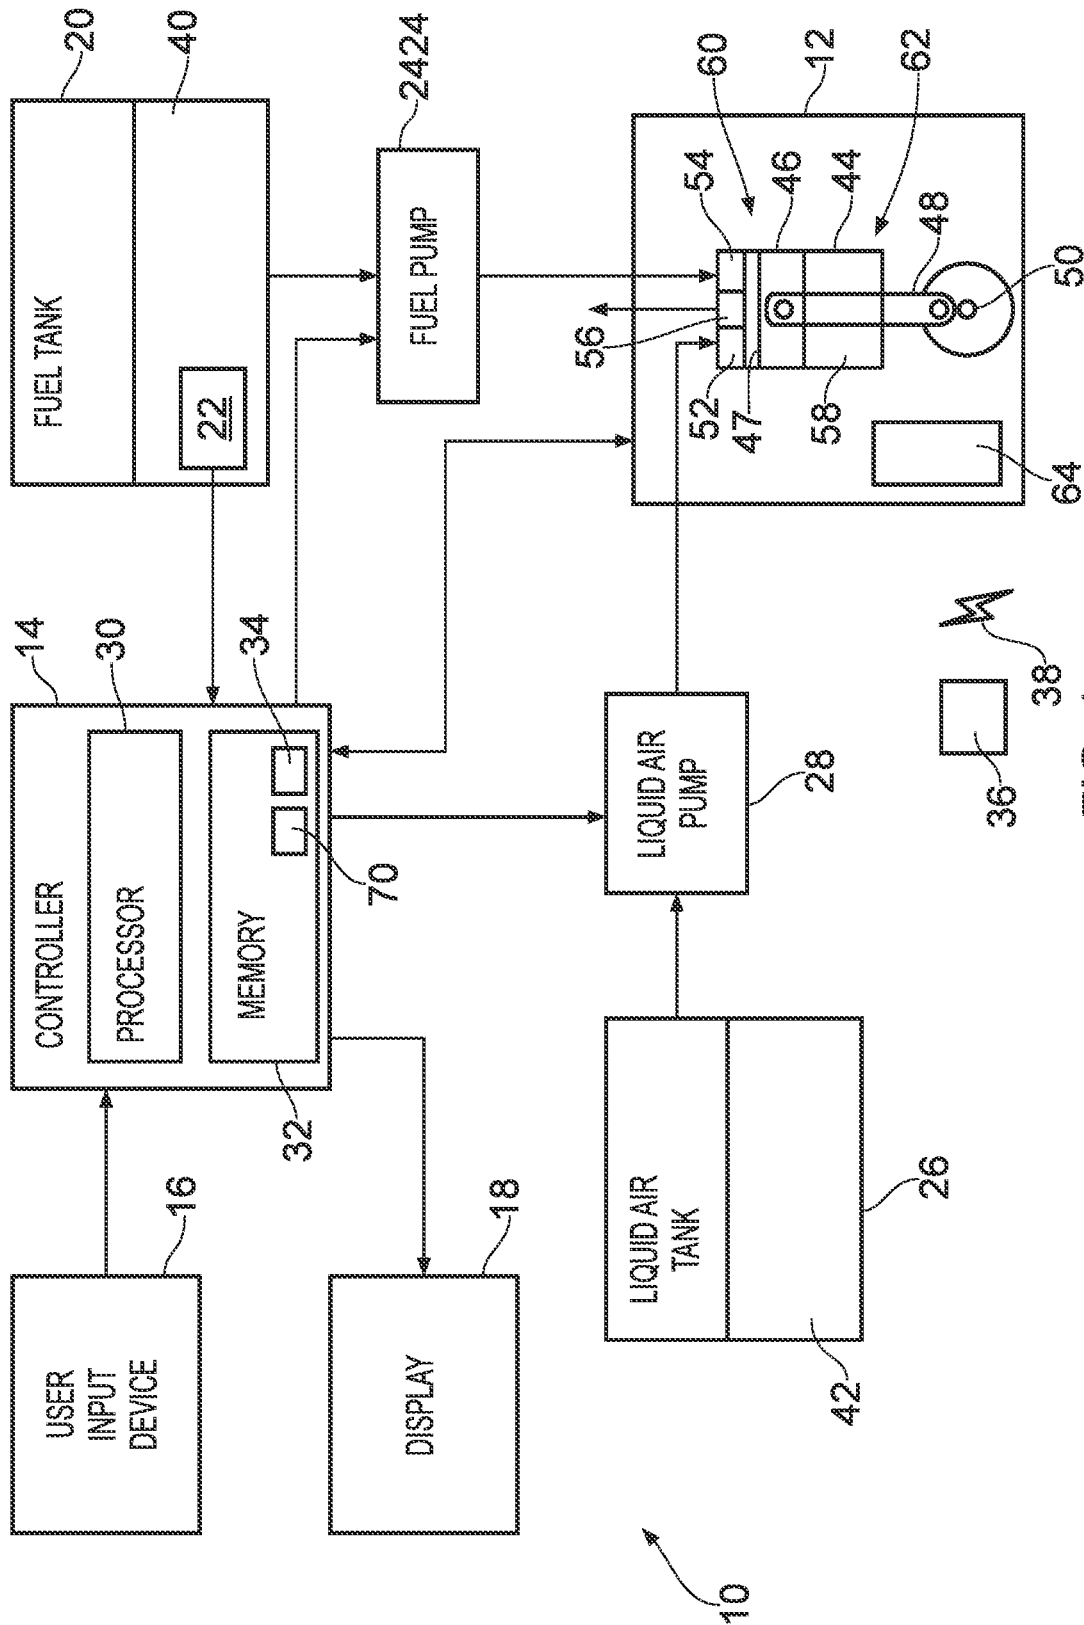 USER
INPUT
DEVICE
16
CONTROLLER
14
PROCESSOR
30
MEMORY
34
70
32
FUEL TANK
20
40
22
DISPLAY
18
FUEL PUMP
2424
LIQUID AIR
TANK
42
26
LIQUID AIR
PUMP
28
12
60
62
54
46
44
48
50
56
52
47
58
64
36
38
10